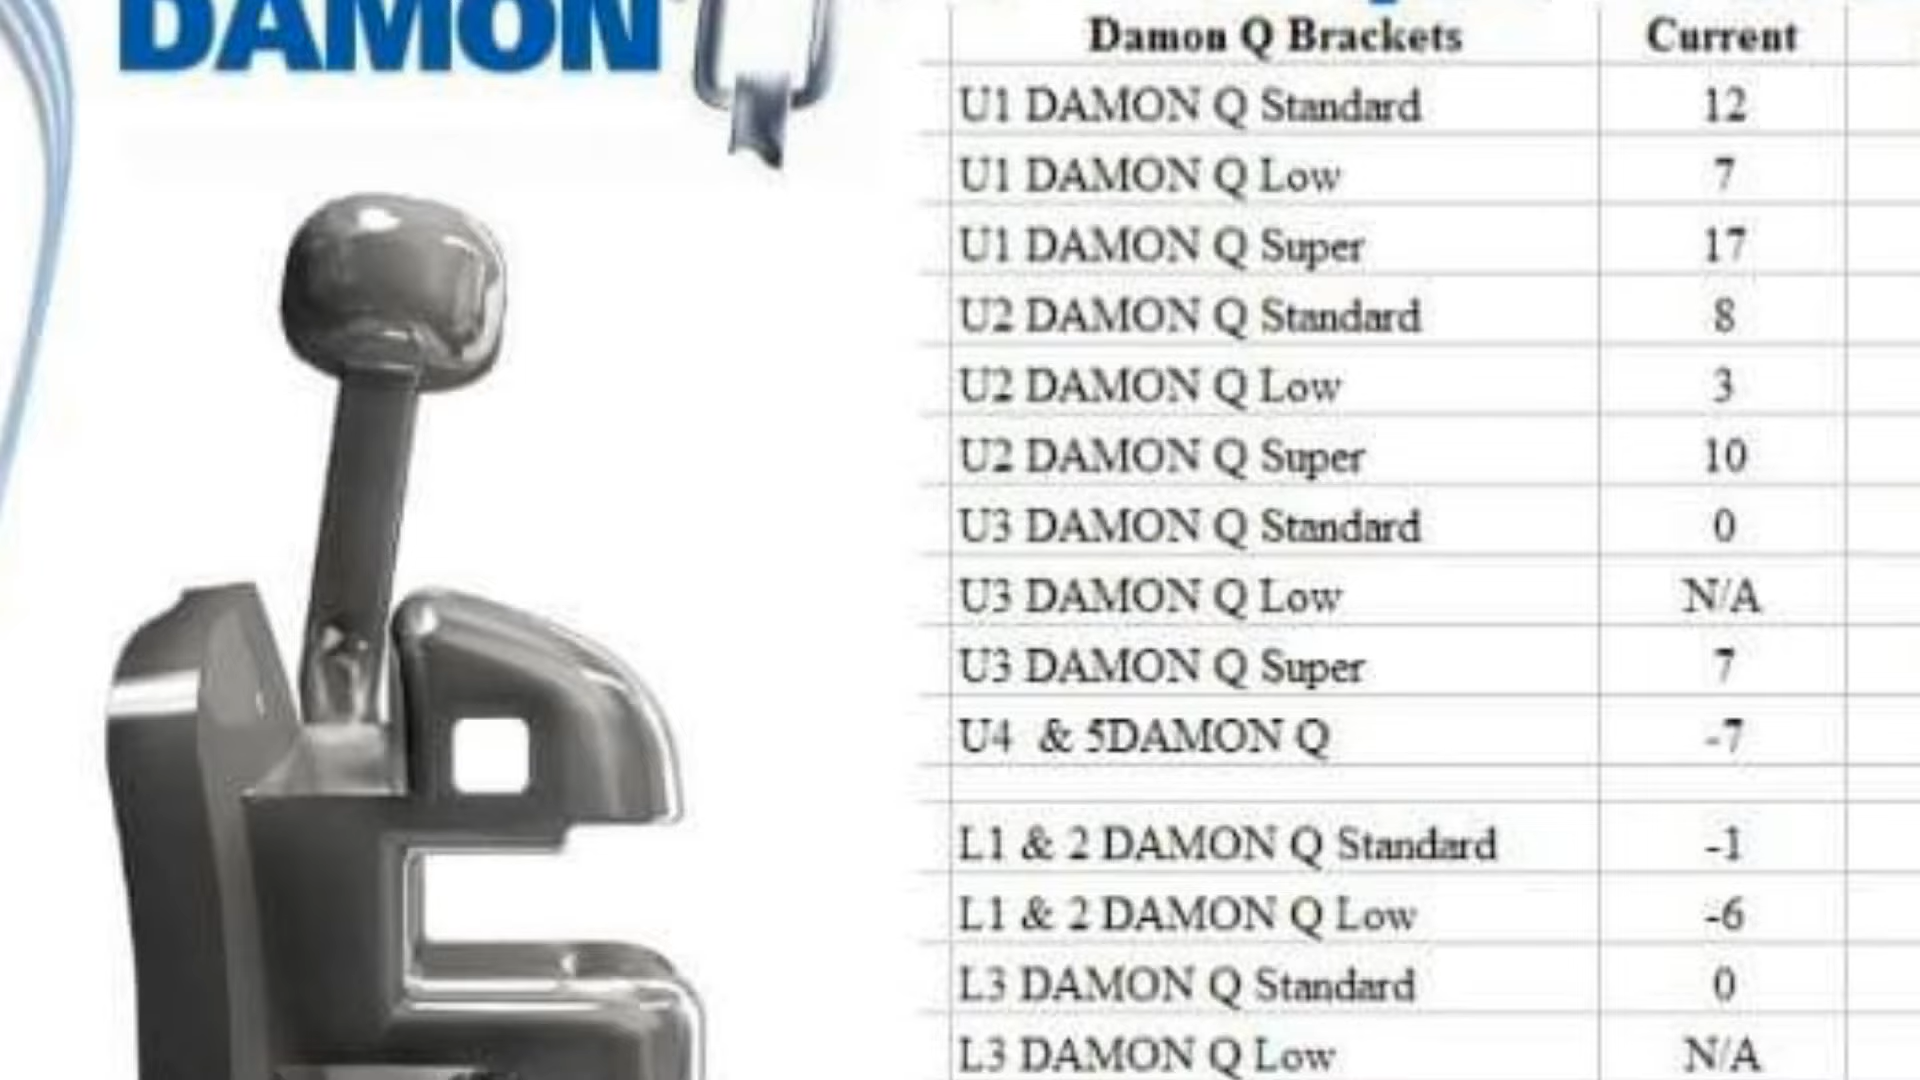 DAMON
Damon Q Brackets Current
U1 DAMON Q Standard 12
U1 DAMON Q Low 7
U1 DAMON Q Super 17
U2 DAMON Q Standard 8
U2 DAMON Q Low 3
U2 DAMON Q Super 10
U3 DAMON Q Standard 0
U3 DAMON Q Low N/A
U3 DAMON Q Super 7
U4 & 5DAMON Q -7
L1 & 2 DAMON Q Standard -1
L1 & 2 DAMON Q Low -6
L3 DAMON Q Standard 0
L3 DAMON Q Low N/A